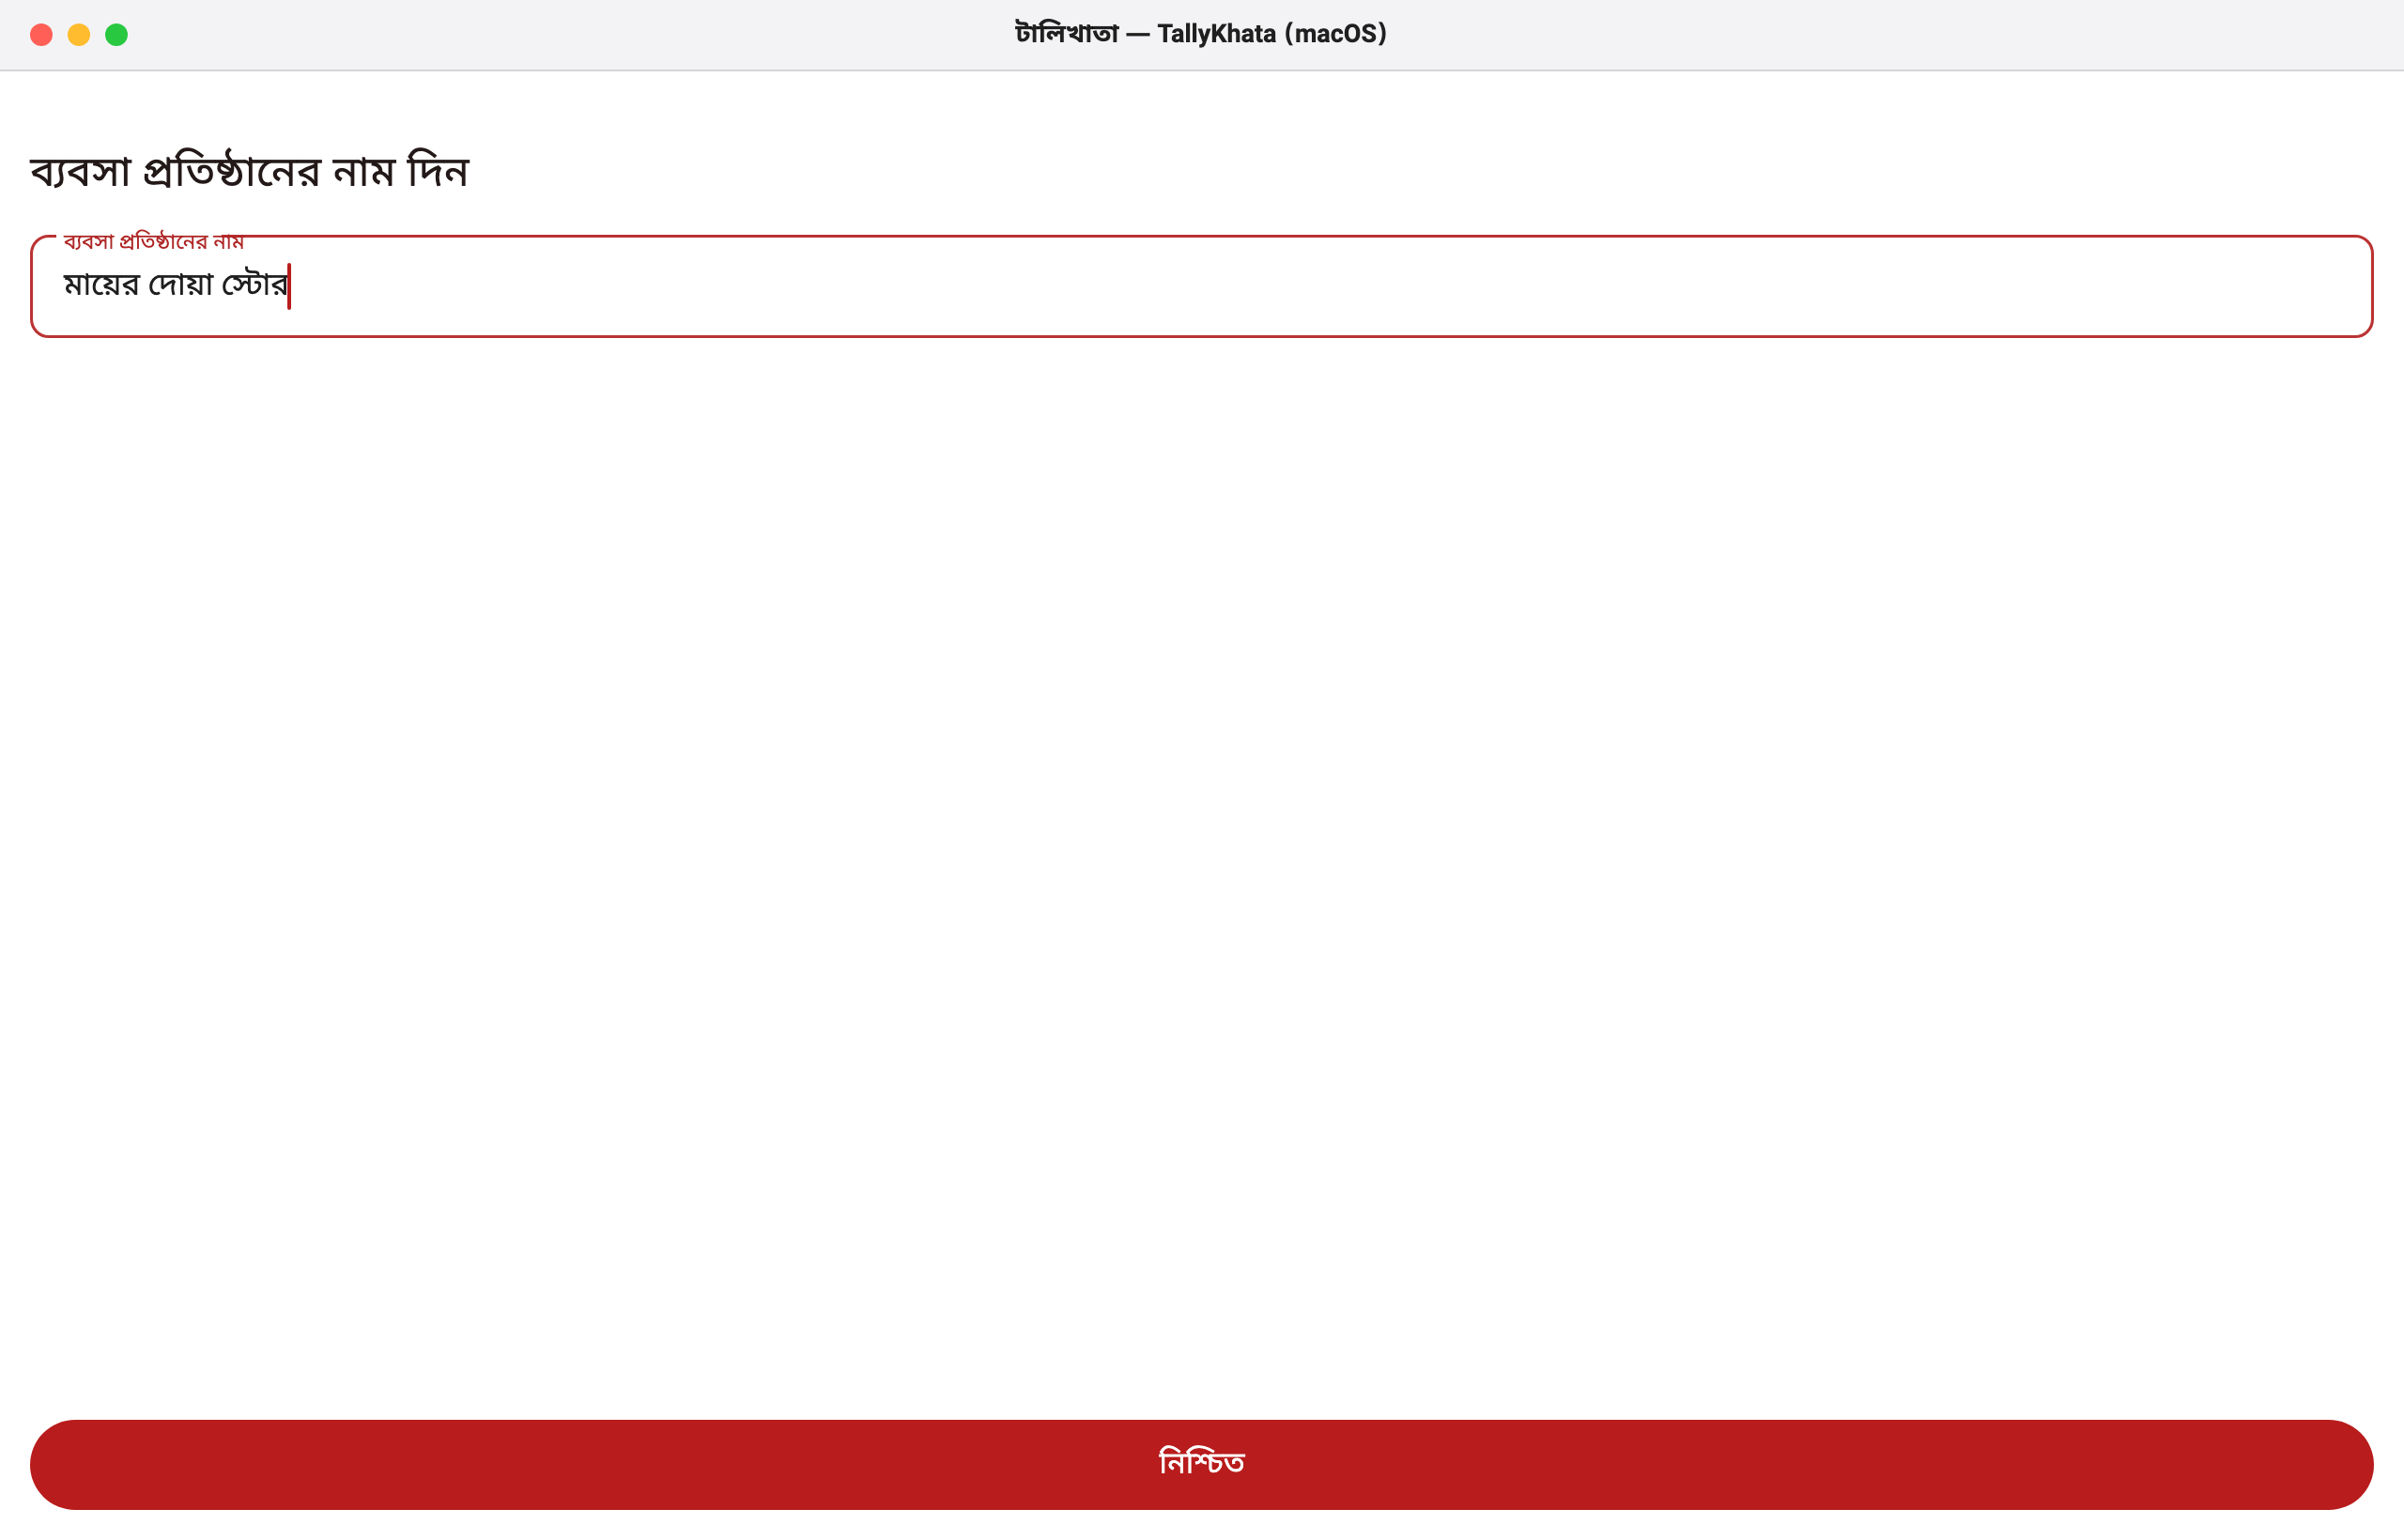 টালিখাতা — TallyKhata (macOS)
ব্যবসা প্রতিষ্ঠানের নাম দিন
ব্যবসা প্রতিষ্ঠানের নাম
মায়ের দোয়া স্টোর
নিশ্চিত